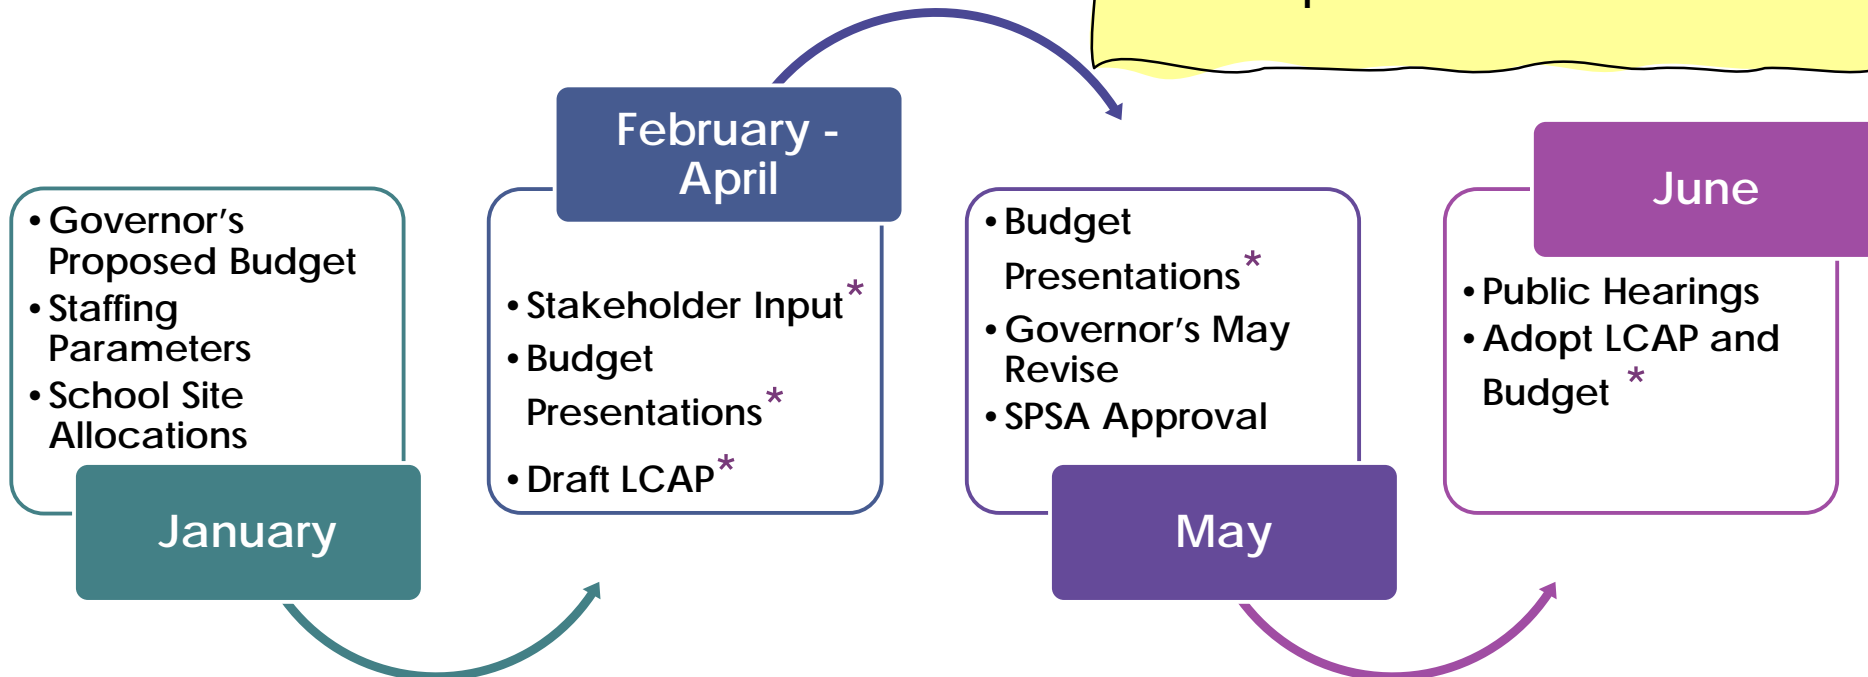 February -
April
June
• Governor's
Proposed Budget
• Staffing
Parameters
• School Site
Allocations
January
• Stakeholder Input*
• Budget
Presentations*
• Draft LCAP*
• Budget
Presentations*
• Governor's May
Revise
• SPSA Approval
May
• Public Hearings
• Adopt LCAP and
Budget *